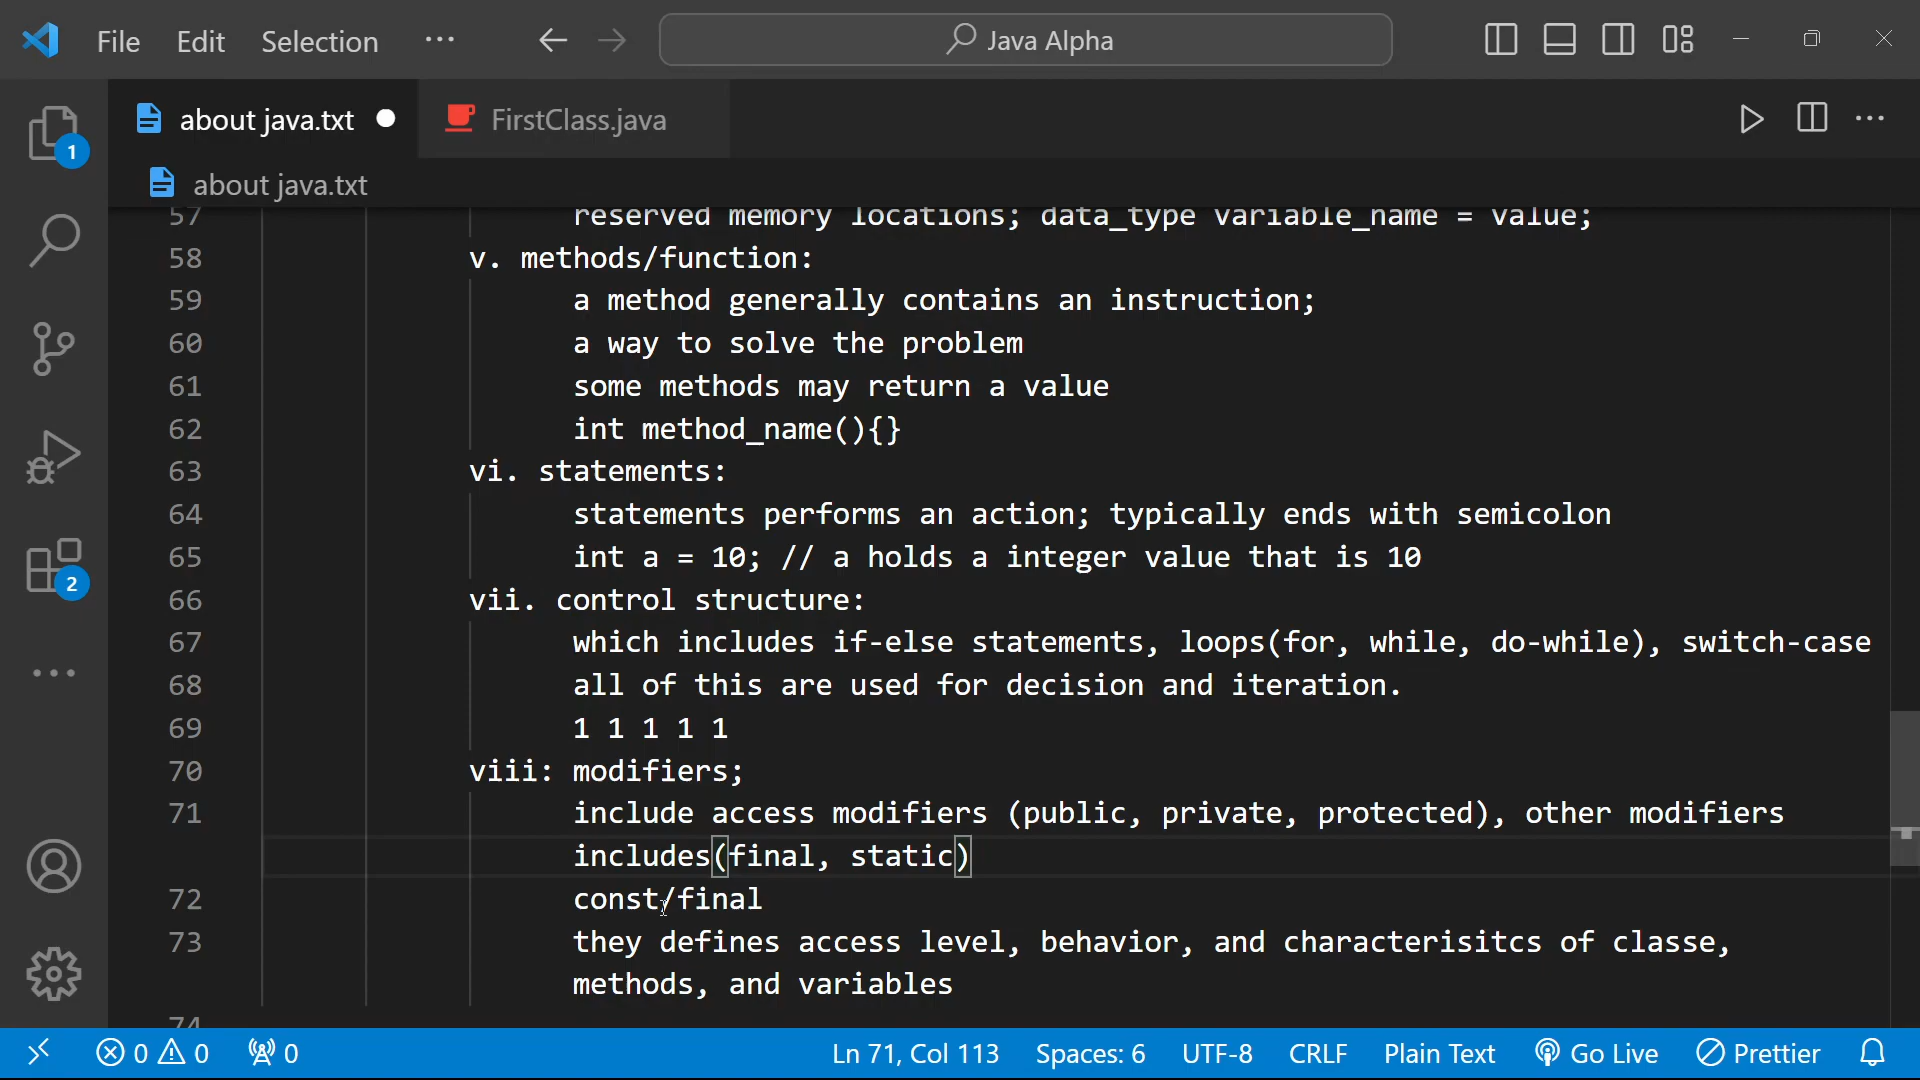 File Edit Selection ··· Java Alpha
about java.txt FirstClass.java
about java.txt
57 reserved memory locations; data_type variable_name = value;
58 v. methods/function:
59 a method generally contains an instruction;
60 a way to solve the problem
61 some methods may return a value
62 int method_name(){}
63 vi. statements:
64 statements performs an action; typically ends with semicolon
65 int a = 10; // a holds a integer value that is 10
66 vii. control structure:
67 which includes if-else statements, loops(for, while, do-while), switch-case
68 all of this are used for decision and iteration.
69 1 1 1 1 1
70 viii: modifiers;
71 include access modifiers (public, private, protected), other modifiers
includes(final, static)
72 const/final
73 they defines access level, behavior, and characterisitcs of classe,
methods, and variables
74
1
2
0 0 0 Ln 71, Col 113 Spaces: 6 UTF-8 CRLF Plain Text Go Live Prettier